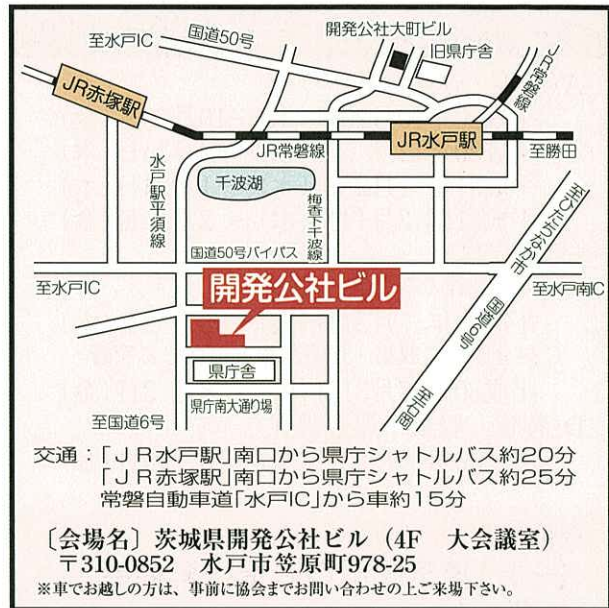 至水戸IC
国道50号
開発公社大町ビル
旧県庁舎
JR常磐線
JR赤塚駅
JR常磐線
JR水戸駅
至勝田
水戸駅平須線
千波湖
梅香下千波線
至ひたちなか市
国道6号
至石岡
国道50号バイパス
至水戸IC
至水戸南IC
開発公社ビル
県庁舎
県庁南大通り場
至国道6号
交通：「JR水戸駅」南口から県庁シャトルバス約20分
「JR赤塚駅」南口から県庁シャトルバス約25分
常磐自動車道「水戸IC」から車約15分
〔会場名〕茨城県開発公社ビル（4F　大会議室）
〒310-0852　水戸市笠原町978-25
※車でお越しの方は、事前に協会までお問い合わせの上ご来場下さい。